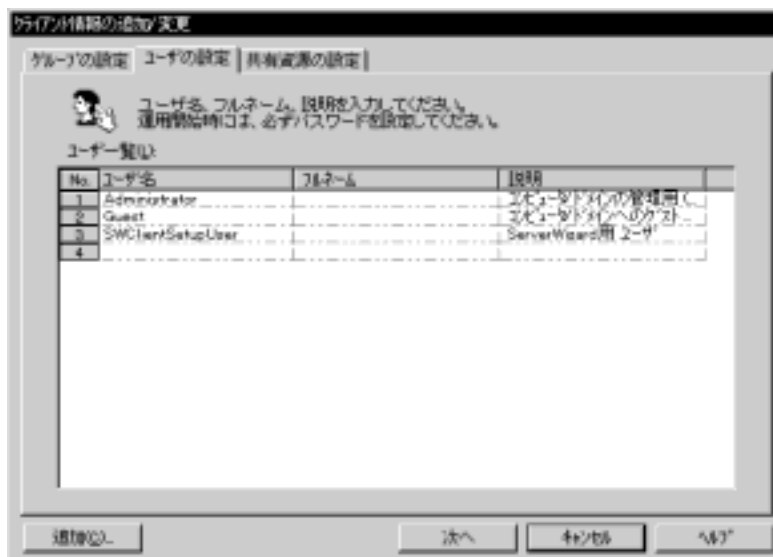 クライアント情報の追加/変更
グループの設定 ユーザの設定 共有資源の設定
ユーザ名、フルネーム、説明を入力してください。
運用開始時には、必ずパスワードを設定してください。
ユーザ一覧(L):
No. ユーザ名 フルネーム 説明
1 Administrator コンピュータ/ドメインの管理用 (...
2 Guest コンピュータ/ドメインへのゲスト...
3 SWClientSetupUser ServerWizard用 ユーザ
4
追加(C)... 次へ キャンセル ヘルプ